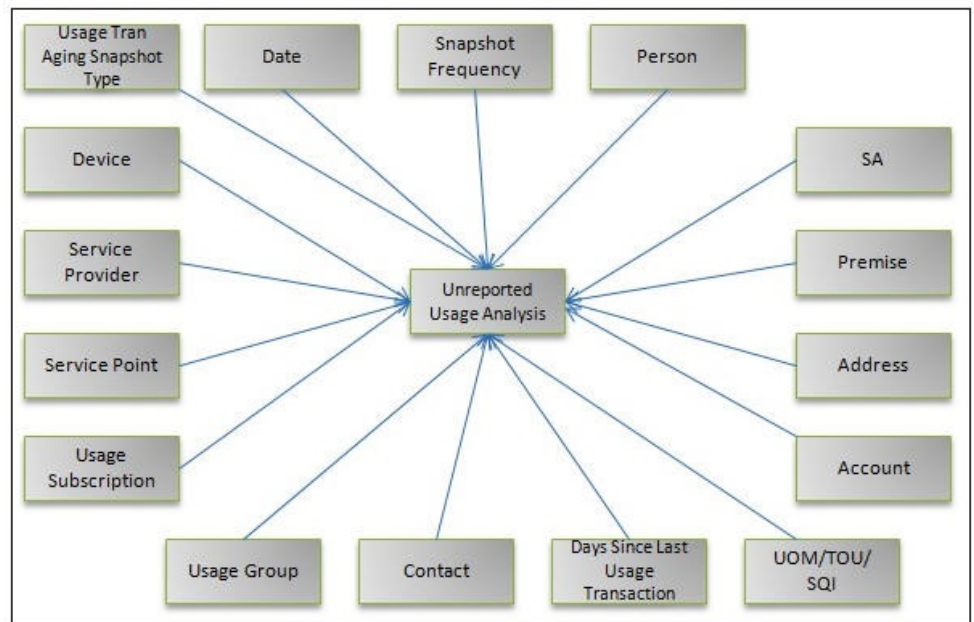 Usage Tran
Aging Snapshot
Type
Date
Snapshot
Frequency
Person
Device
SA
Service
Provider
Premise
Unreported
Usage Analysis
Service Point
Address
Usage
Subscription
Account
Usage Group
Contact
Days Since Last
Usage
Transaction
UOM/TOU/
SQI